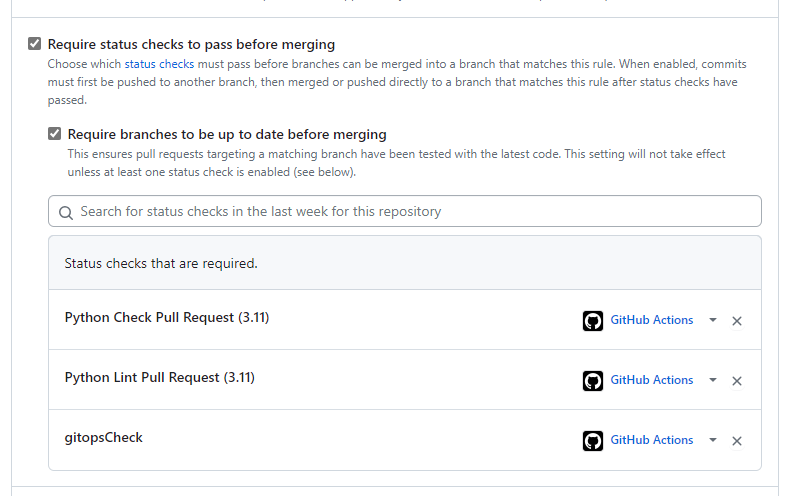 Require status checks to pass before merging
Choose which status checks must pass before branches can be merged into a branch that matches this rule. When enabled, commits
must first be pushed to another branch, then merged or pushed directly to a branch that matches this rule after status checks have
passed.
Require branches to be up to date before merging
This ensures pull requests targeting a matching branch have been tested with the latest code. This setting will not take effect
unless at least one status check is enabled (see below).
Search for status checks in the last week for this repository
Status checks that are required.
Python Check Pull Request (3.11) GitHub Actions
Python Lint Pull Request (3.11) GitHub Actions
gitopsCheck GitHub Actions